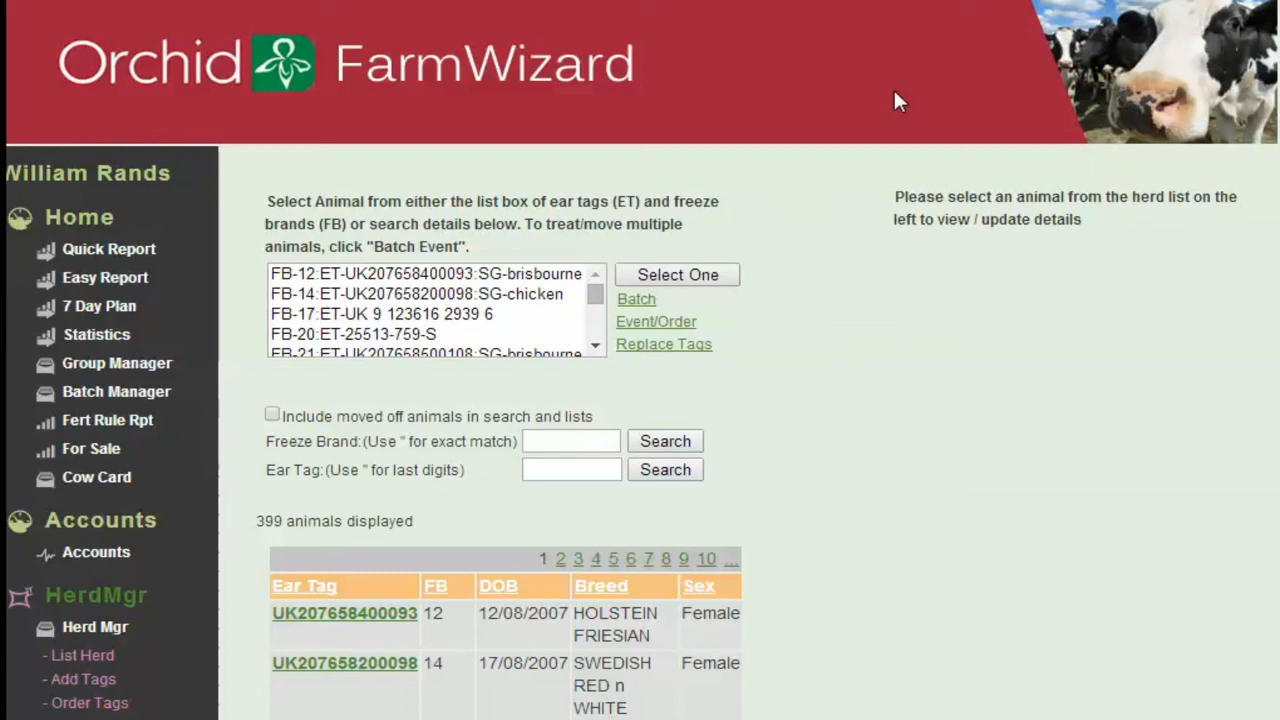 Orchid FarmWizard
William Rands
Home
Quick Report
Easy Report
7 Day Plan
Statistics
Group Manager
Batch Manager
Fert Rule Rpt
For Sale
Cow Card
Accounts
Accounts
HerdMgr
Herd Mgr
- List Herd
- Add Tags
- Order Tags
Select Animal from either the list box of ear tags (ET) and freeze
brands (FB) or search details below. To treat/move multiple
animals, click "Batch Event".
FB-12:ET-UK207658400093:SG-brisbourne
FB-14:ET-UK207658200098:SG-chicken
FB-17:ET-UK 9 123616 2939 6
FB-20:ET-25513-759-S
FB-21:ET-UK207658500108:SG-brisbourne
Select One
Batch
Event/Order
Replace Tags
Include moved off animals in search and lists
Freeze Brand:(Use " for exact match) Search
Ear Tag:(Use " for last digits) Search
399 animals displayed
1 2 3 4 5 6 7 8 9 10 ...
Ear Tag FB DOB Breed Sex
UK207658400093 12 12/08/2007 HOLSTEIN Female
FRIESIAN
UK207658200098 14 17/08/2007 SWEDISH Female
RED n
WHITE
Please select an animal from the herd list on the
left to view / update details